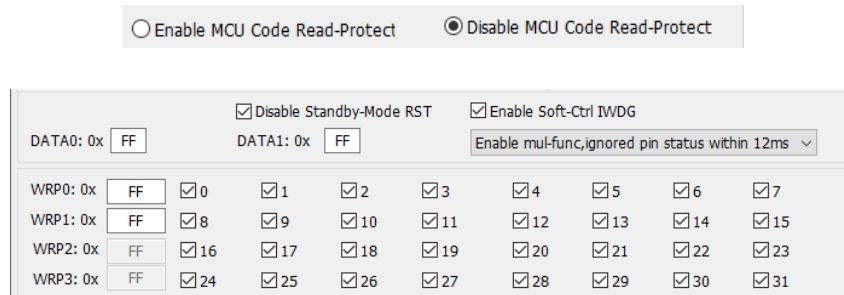 Enable MCU Code Read-Protect Disable MCU Code Read-Protect
Disable Standby-Mode RST Enable Soft-Ctrl IWDG
DATA0: 0x FF DATA1: 0x FF Enable mul-func,ignored pin status within 12ms
WRP0: 0x FF 0 1 2 3 4 5 6 7
WRP1: 0x FF 8 9 10 11 12 13 14 15
WRP2: 0x FF 16 17 18 19 20 21 22 23
WRP3: 0x FF 24 25 26 27 28 29 30 31